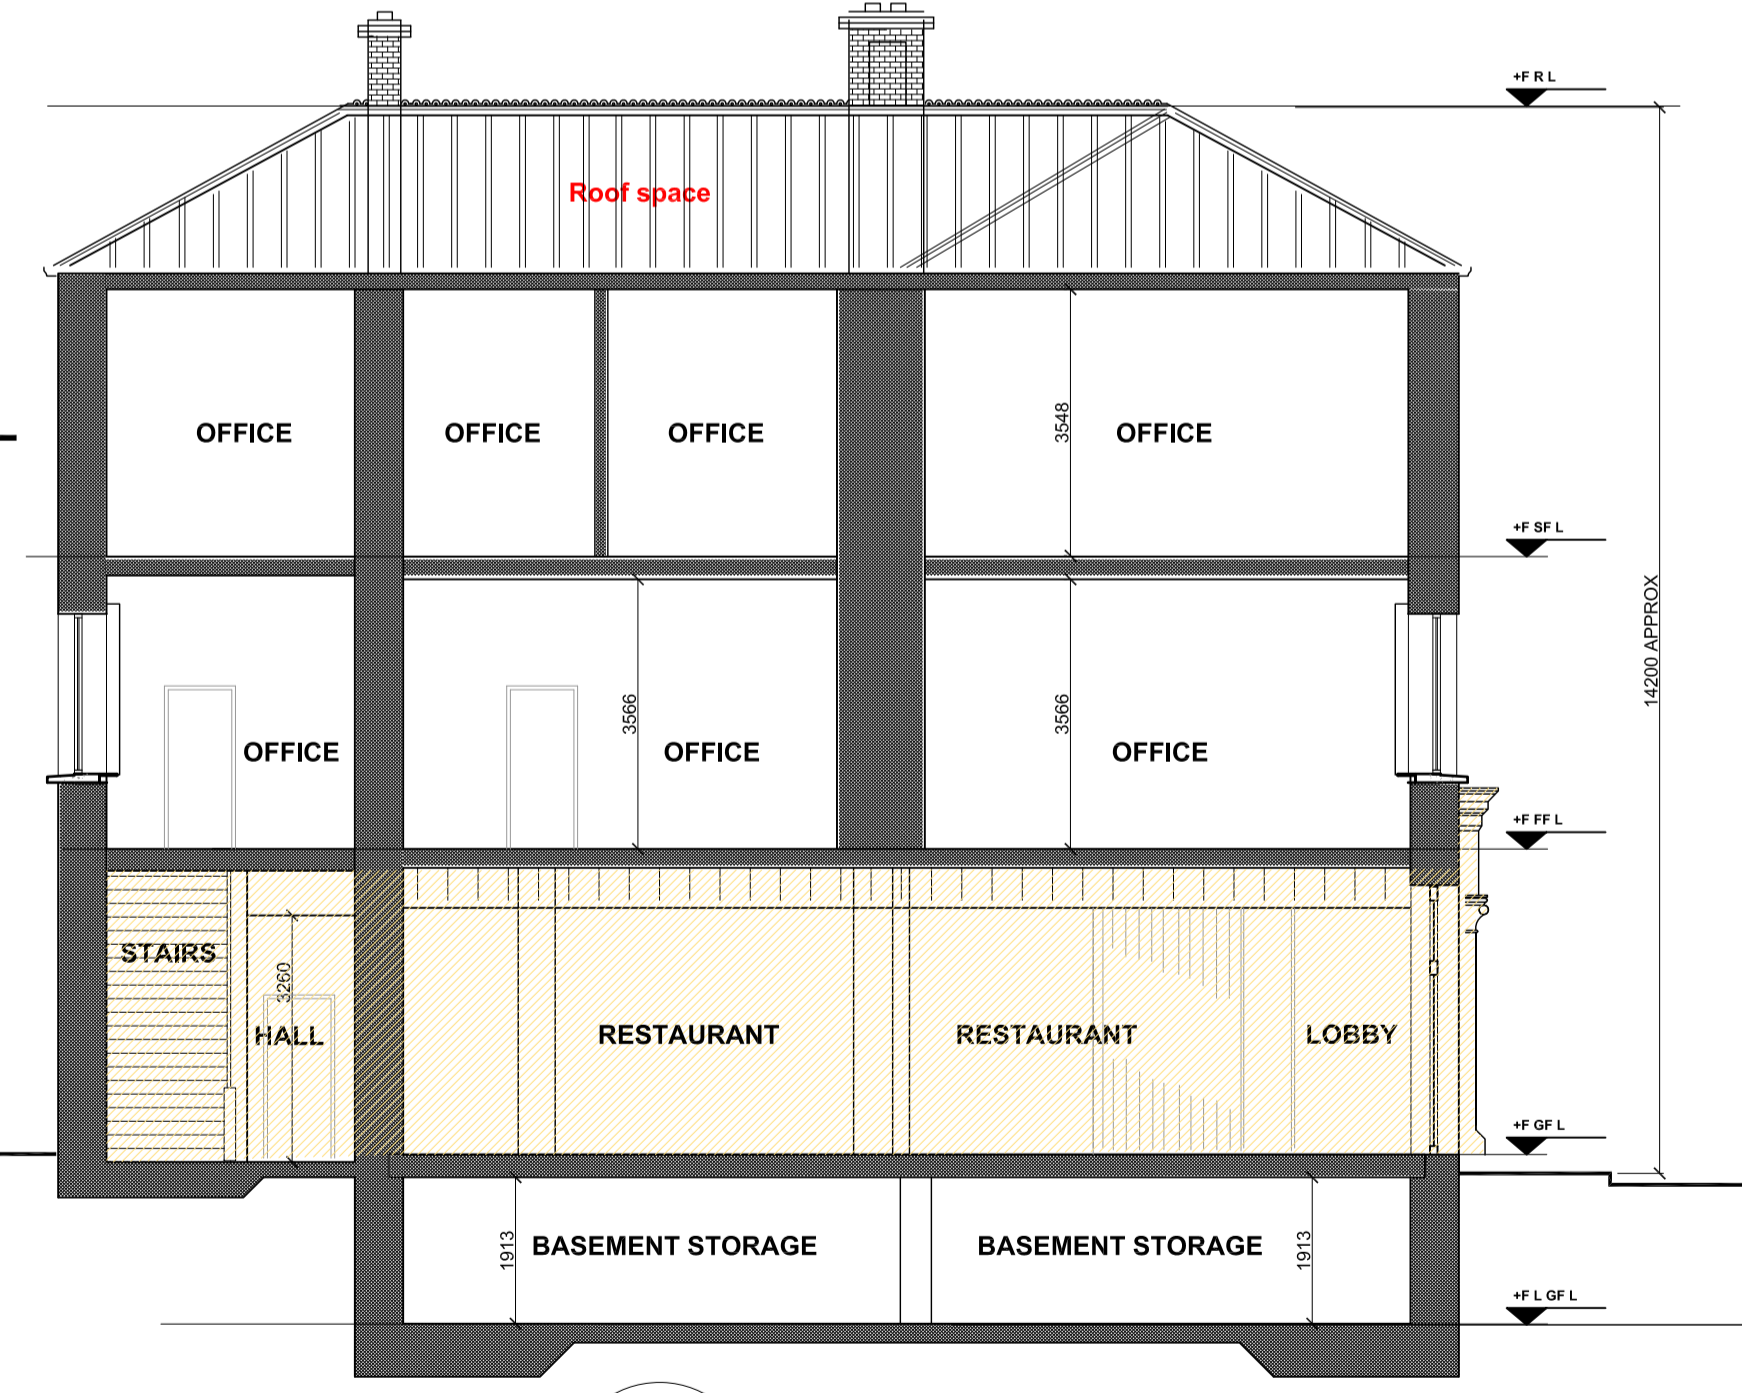 +F R L
Roof space
OFFICE
OFFICE
OFFICE
3548
OFFICE
+F SF L
14200 APPROX
OFFICE
3566
OFFICE
3566
OFFICE
+F FF L
STAIRS
3260
HALL
RESTAURANT
RESTAURANT
LOBBY
+F GF L
1913
BASEMENT STORAGE
BASEMENT STORAGE
1913
+F L GF L